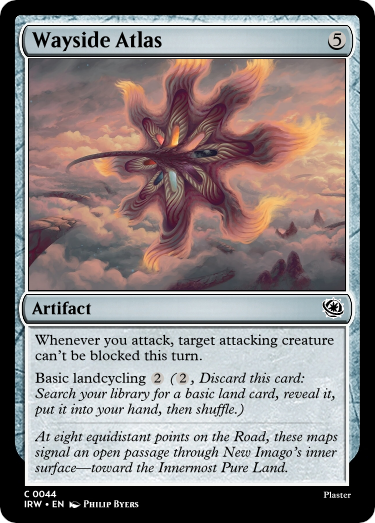 Wayside Atlas 5
Artifact
Whenever you attack, target attacking creature
can't be blocked this turn.
Basic landcycling 2 (2, Discard this card:
Search your library for a basic land card, reveal it,
put it into your hand, then shuffle.)
At eight equidistant points on the Road, these maps
signal an open passage through New Imago's inner
surface—toward the Innermost Pure Land.
C 0044
IRW • EN Philip Byers
Plaster